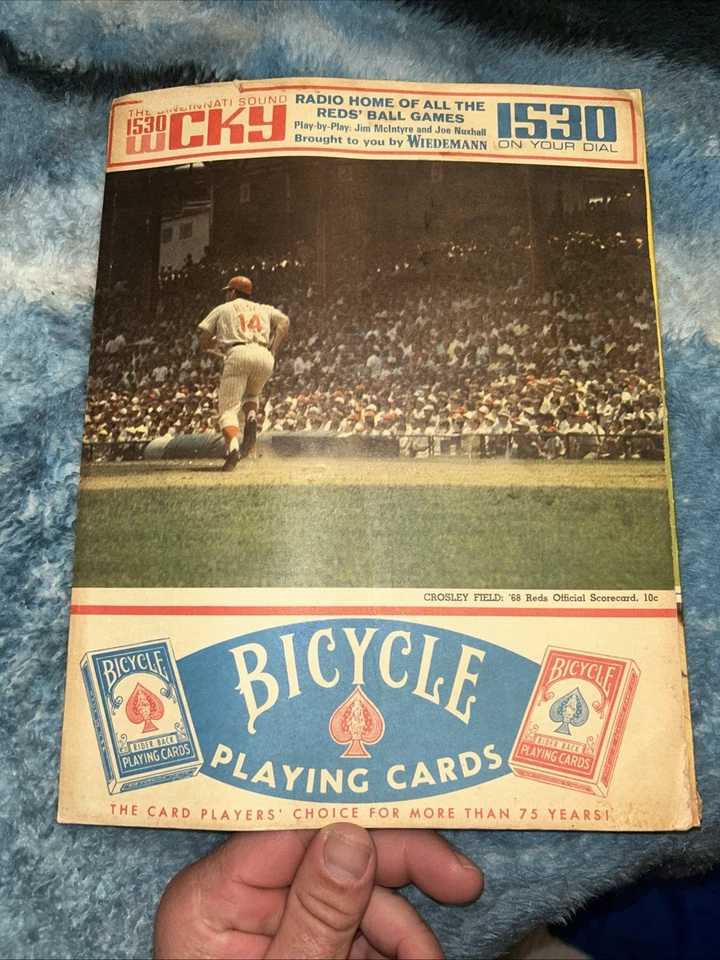 THE CINCINNATI SOUND
1530
WCKY
RADIO HOME OF ALL THE
REDS' BALL GAMES
Play-by-Play: Jim McIntyre and Joe Nuxhall
Brought to you by WIEDEMANN
1530
ON YOUR DIAL
ROSE
14
CROSLEY FIELD: '68 Reds Official Scorecard, 10c
BICYCLE
PLAYING CARDS
BICYCLE
RIDER BACK
PLAYING CARDS
BICYCLE
RIDER BACK
PLAYING CARDS
THE CARD PLAYERS' CHOICE FOR MORE THAN 75 YEARS!